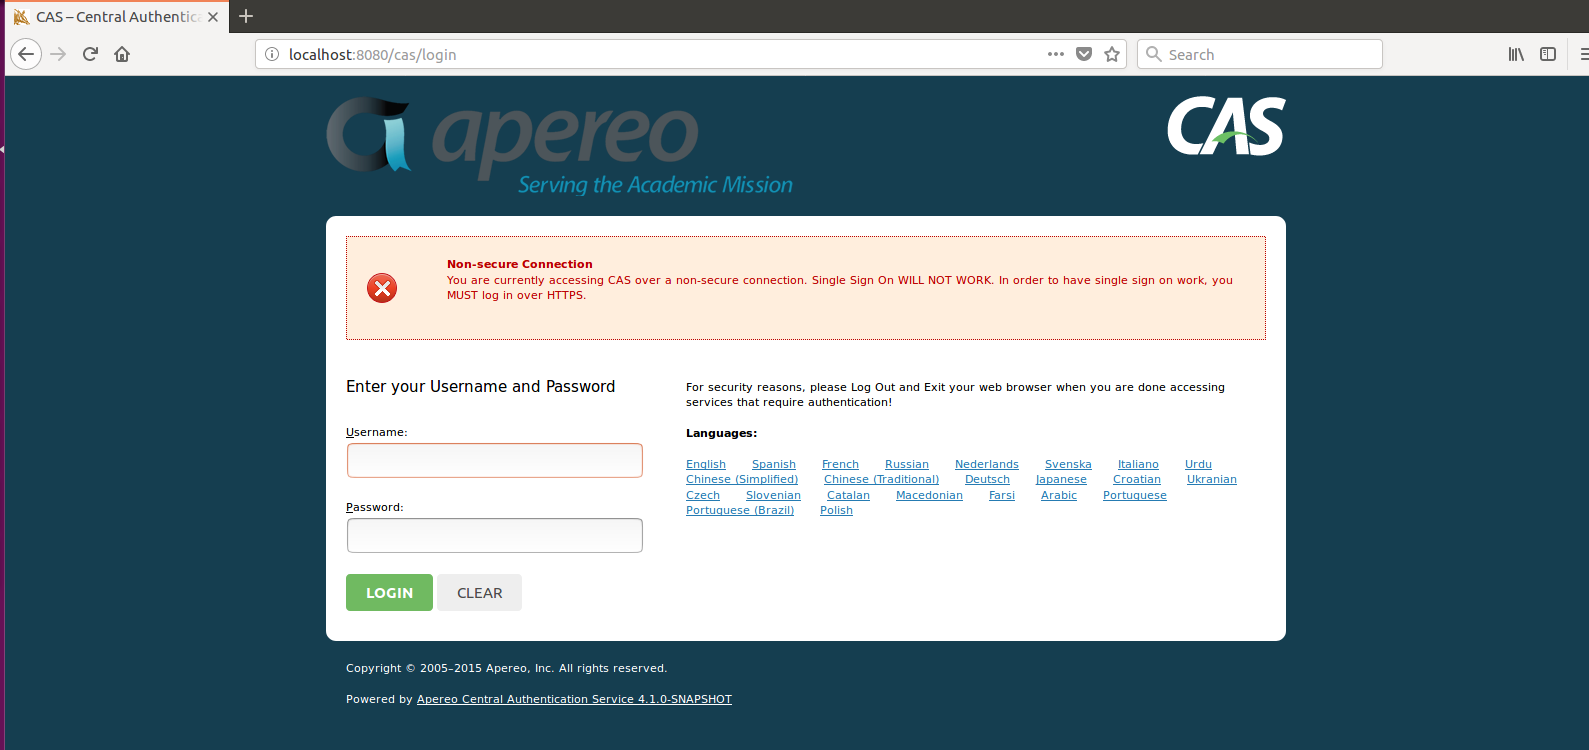 CAS – Central Authentica
localhost:8080/cas/login
Search
apereo
Serving the Academic Mission
CAS
Non-secure Connection
You are currently accessing CAS over a non-secure connection. Single Sign On WILL NOT WORK. In order to have single sign on work, you
MUST log in over HTTPS.
Enter your Username and Password
Username:
Password:
LOGIN CLEAR
For security reasons, please Log Out and Exit your web browser when you are done accessing
services that require authentication!
Languages:
English Spanish French Russian Nederlands Svenska Italiano Urdu
Chinese (Simplified) Chinese (Traditional) Deutsch Japanese Croatian Ukranian
Czech Slovenian Catalan Macedonian Farsi Arabic Portuguese
Portuguese (Brazil) Polish
Copyright © 2005–2015 Apereo, Inc. All rights reserved.
Powered by Apereo Central Authentication Service 4.1.0-SNAPSHOT